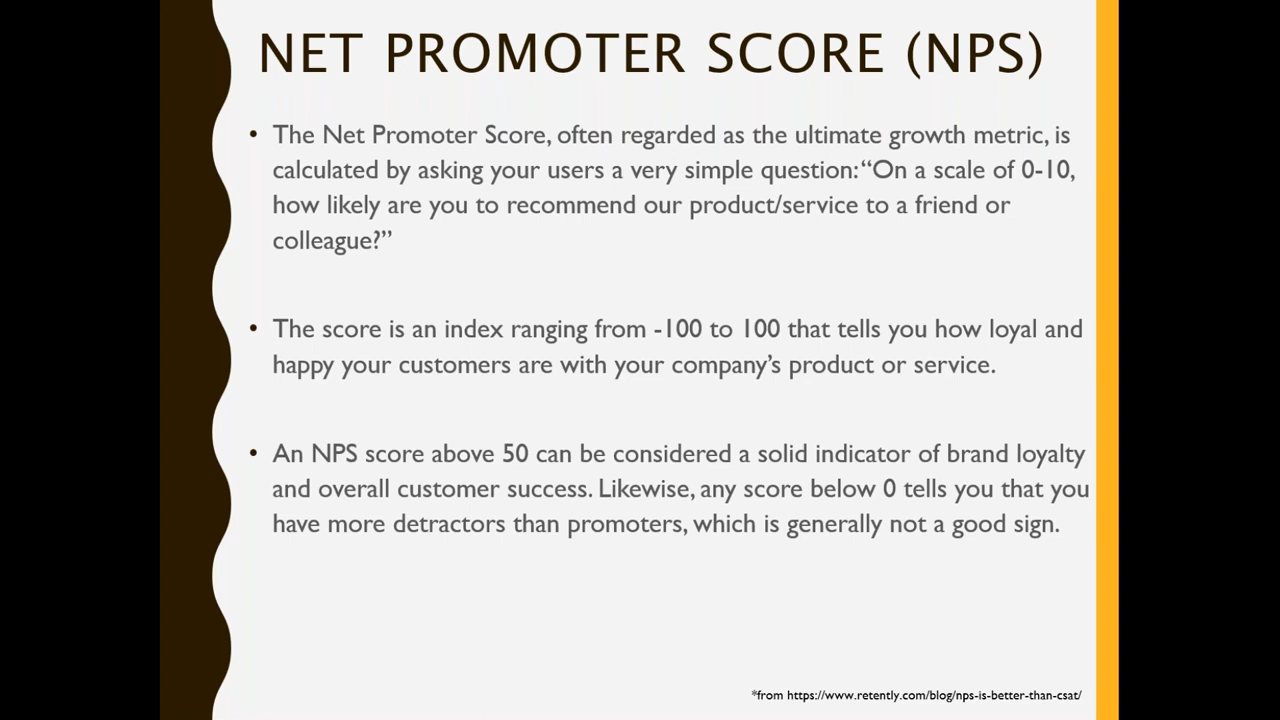 NET PROMOTER SCORE (NPS)
• The Net Promoter Score, often regarded as the ultimate growth metric, is
calculated by asking your users a very simple question: “On a scale of 0-10,
how likely are you to recommend our product/service to a friend or
colleague?”
• The score is an index ranging from -100 to 100 that tells you how loyal and
happy your customers are with your company’s product or service.
• An NPS score above 50 can be considered a solid indicator of brand loyalty
and overall customer success. Likewise, any score below 0 tells you that you
have more detractors than promoters, which is generally not a good sign.
*from https://www.retently.com/blog/nps-is-better-than-csat/